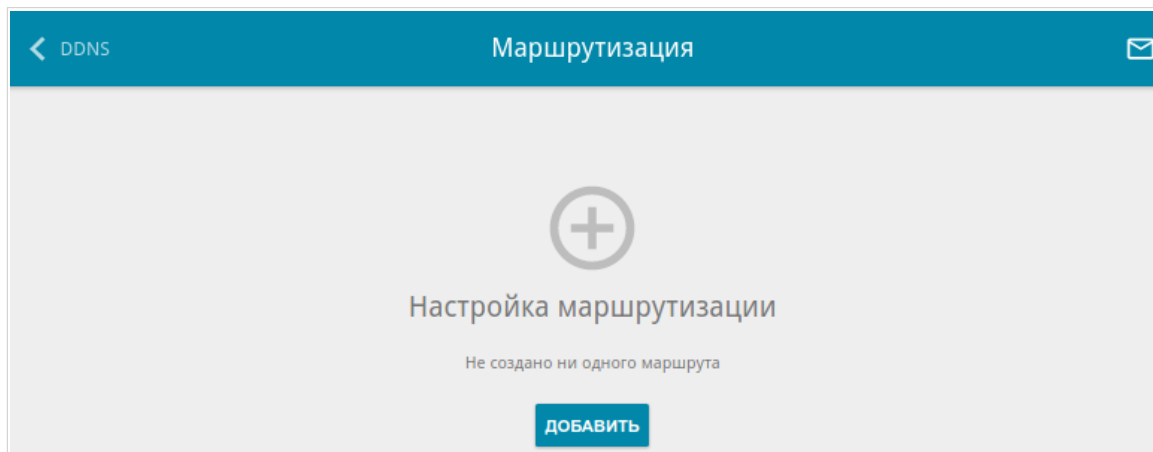 DDNS
Маршрутизация
Настройка маршрутизации
Не создано ни одного маршрута
ДОБАВИТЬ